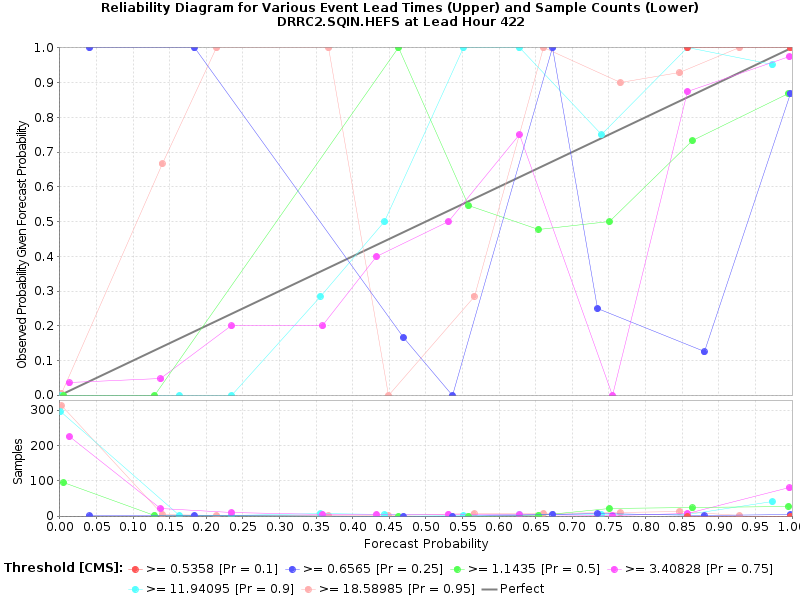 Reliability Diagram for Various Event Lead Times (Upper) and Sample Counts (Lower)
DRRC2.SQIN.HEFS at Lead Hour 422
Observed Probability Given Forecast Probability
1.0
0.9
0.8
0.7
0.6
0.5
0.4
0.3
0.2
0.1
0.0
Samples
300
200
100
0
0.00 0.05 0.10 0.15 0.20 0.25 0.30 0.35 0.40 0.45 0.50 0.55 0.60 0.65 0.70 0.75 0.80 0.85 0.90 0.95 1.0
Forecast Probability
Threshold [CMS]: >= 0.5358 [Pr = 0.1] >= 0.6565 [Pr = 0.25] >= 1.1435 [Pr = 0.5] >= 3.40828 [Pr = 0.75]
>= 11.94095 [Pr = 0.9] >= 18.58985 [Pr = 0.95] Perfect